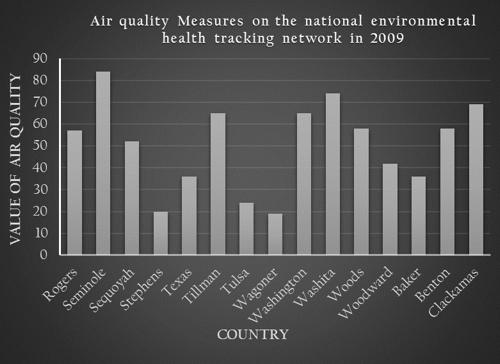 Air quality Measures on the national environmental
health tracking network in 2009
VALUE OF AIR QUALITY
90
80
70
60
50
40
30
20
10
0
Rogers
Seminole
Sequoyah
Stephens
Texas
Tillman
Tulsa
Wagoner
Washington
Washita
Woods
Woodward
Baker
Benton
Clackamas
COUNTRY